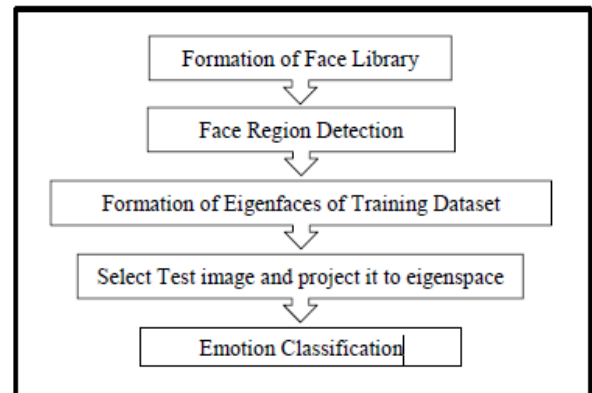 Formation of Face Library
Face Region Detection
Formation of Eigenfaces of Training Dataset
Select Test image and project it to eigenspace
Emotion Classification